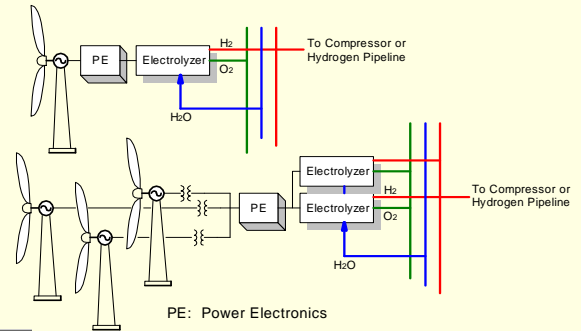 H2
To Compressor or
Hydrogen Pipeline
PE
Electrolyzer
O2
H2O
Electrolyzer
H2
To Compressor or
Hydrogen Pipeline
PE
Electrolyzer
O2
H2O
PE: Power Electronics